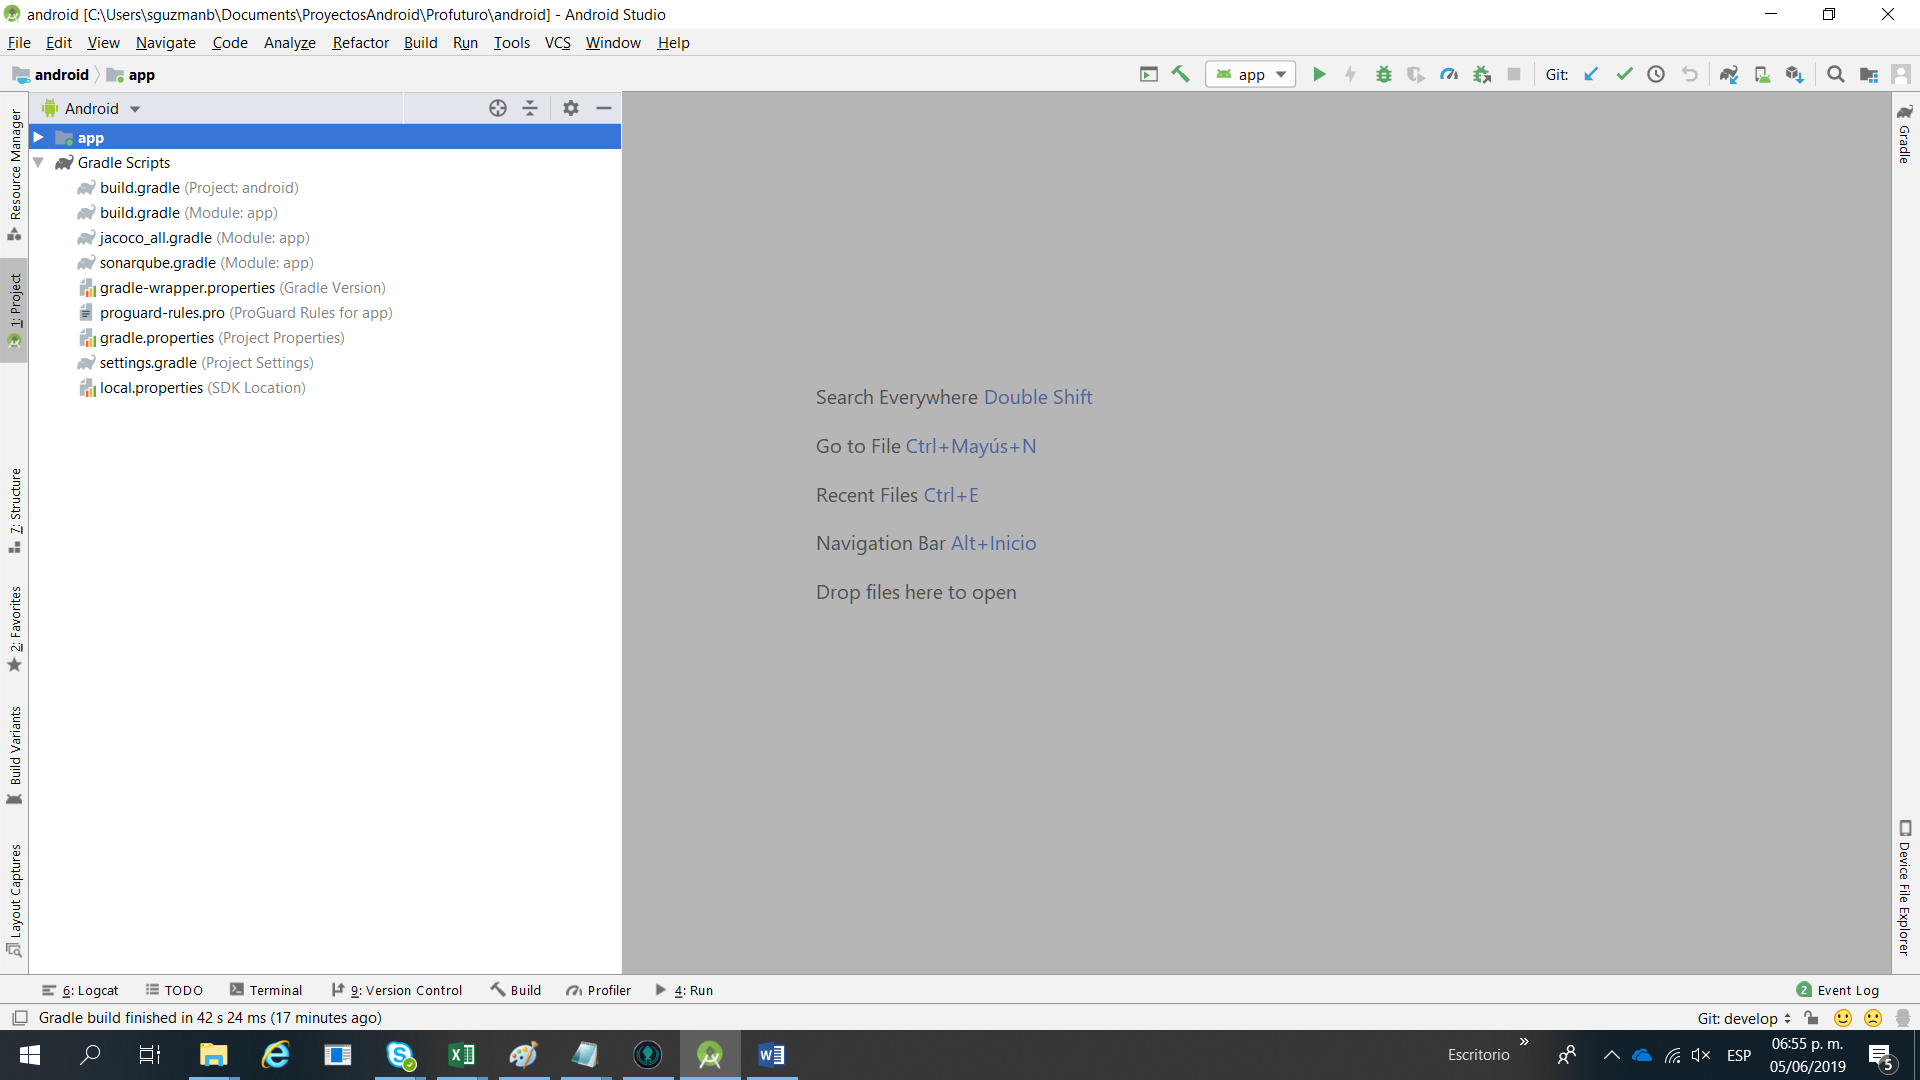 android [C:\Users\sguzmanb\Documents\ProyectosAndroid\Profuturo\android] - Android Studio
File Edit View Navigate Code Analyze Refactor Build Run Tools VCS Window Help
android app
app
Git:
Android
app
Gradle Scripts
build.gradle (Project: android)
build.gradle (Module: app)
jacoco_all.gradle (Module: app)
sonarqube.gradle (Module: app)
gradle-wrapper.properties (Gradle Version)
proguard-rules.pro (ProGuard Rules for app)
gradle.properties (Project Properties)
settings.gradle (Project Settings)
local.properties (SDK Location)
Resource Manager
1: Project
7: Structure
2: Favorites
Build Variants
Layout Captures
Search Everywhere Double Shift
Go to File Ctrl+Mayús+N
Recent Files Ctrl+E
Navigation Bar Alt+Inicio
Drop files here to open
Gradle
Device File Explorer
6: Logcat TODO Terminal 9: Version Control Build Profiler 4: Run
2 Event Log
Gradle build finished in 42 s 24 ms (17 minutes ago)
Git: develop
Escritorio
»
ESP
06:55 p. m.
05/06/2019
5